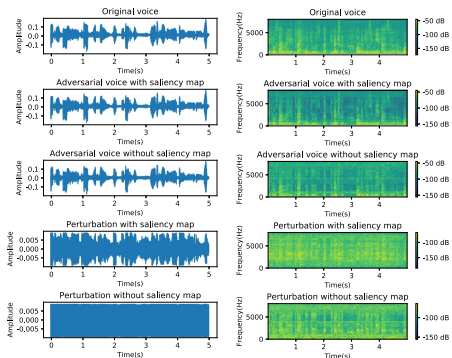 Original voice
Amplitude
0.1
0.0
-0.1
0 1 2 3 4 5
Time(s)
Adversarial voice with saliency map
Amplitude
0.1
0.0
-0.1
0 1 2 3 4 5
Time(s)
Adversarial voice without saliency map
Amplitude
0.1
0.0
-0.1
0 1 2 3 4 5
Time(s)
Perturbation with saliency map
Amplitude
0.005
-0.005
0 1 2 3 4 5
Time(s)
Perturbation without saliency map
Amplitude
0.005
-0.005
0 1 2 3 4 5
Time(s)
Original voice
Frequency(Hz)
5000
0
1 2 3 4
Time(s)
-50 dB
-100 dB
-150 dB
Adversarial voice with saliency map
Frequency(Hz)
5000
0
1 2 3 4
Time(s)
-50 dB
-100 dB
-150 dB
Adversarial voice without saliency map
Frequency(Hz)
5000
0
1 2 3 4
Time(s)
-50 dB
-100 dB
-150 dB
Perturbation with saliency map
Frequency(Hz)
5000
0
1 2 3 4
Time(s)
-100 dB
-150 dB
Perturbation without saliency map
Frequency(Hz)
5000
0
1 2 3 4
Time(s)
-100 dB
-150 dB